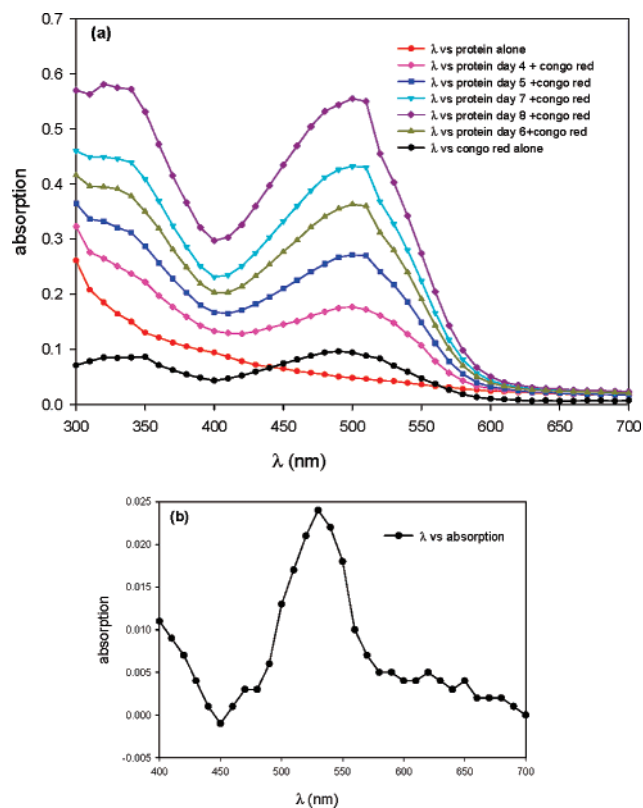 (a)
λ vs protein alone
λ vs protein day 4 + congo red
λ vs protein day 5 +congo red
λ vs protein day 7 +congo red
λ vs protein day 8 +congo red
λ vs protein day 6+congo red
λ vs congo red alone
absorption
0.7
0.6
0.5
0.4
0.3
0.2
0.1
0.0
300 350 400 450 500 550 600 650 700
λ (nm)
(b)
λ vs absorption
absorption
0.025
0.020
0.015
0.010
0.005
0.000
-0.005
400 450 500 550 600 650 700
λ (nm)